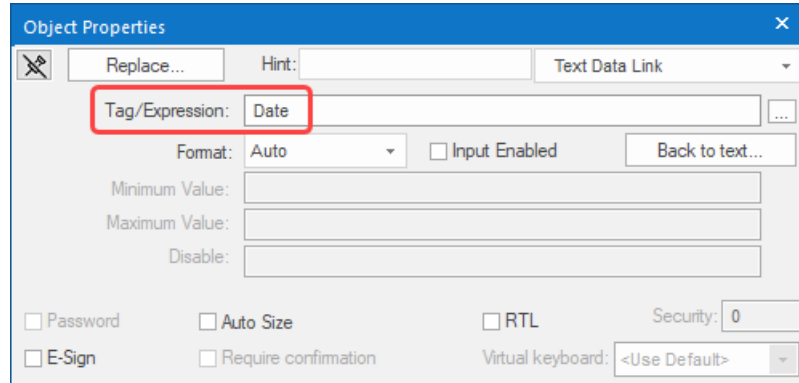 Object Properties
Replace... Hint: Text Data Link
Tag/Expression: Date ...
Format: Auto Input Enabled Back to text...
Minimum Value:
Maximum Value:
Disable:
Password Auto Size RTL Security: 0
E-Sign Require confirmation Virtual keyboard: <Use Default>